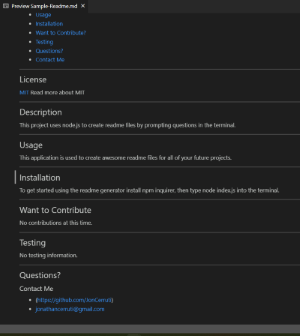 Preview Sample-Readme.md
Usage
Installation
Want to Contribute?
Testing
Questions?
Contact Me
License
MIT Read more about MIT
Description
This project uses node.js to create readme files by prompting questions in the terminal.
Usage
This application is used to create awesome readme files for all of your future projects.
Installation
To get started using the readme generator install npm inquirer, then type node index.js into the terminal.
Want to Contribute
No contributions at this time.
Testing
No testing information.
Questions?
Contact Me
(https://github.com/JonCerruti)
jonathancerruti@gmail.com